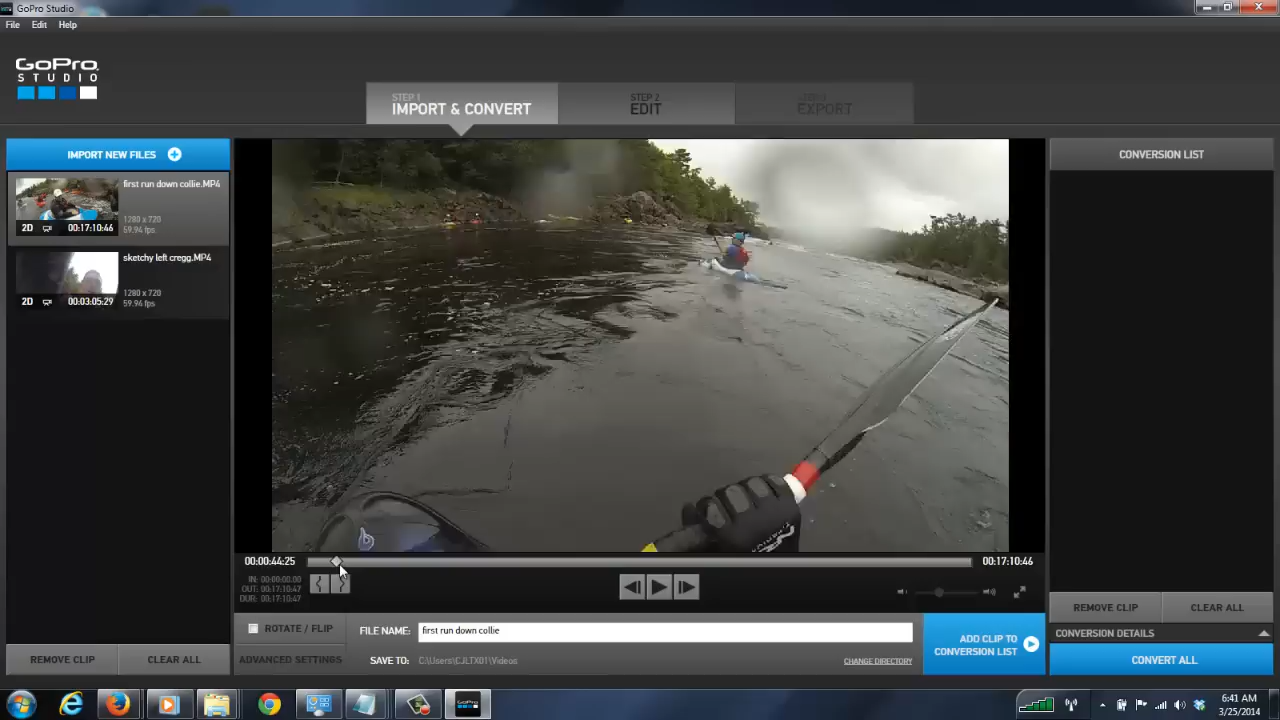 GoPro Studio
File Edit Help
GoPro
STUDIO
STEP 1
IMPORT & CONVERT
STEP 2
EDIT
STEP 3
EXPORT
IMPORT NEW FILES
first run down collie.MP4
1280 x 720
59.94 fps
2D 00:17:10:46
sketchy left cregg.MP4
1280 x 720
59.94 fps
2D 00:03:05:29
REMOVE CLIP CLEAR ALL
00:00:44:25
00:17:10:46
IN: 00:00:00:00
OUT: 00:17:10:47
DUR: 00:17:10:47
ROTATE / FLIP
ADVANCED SETTINGS
FILE NAME: first run down collie
SAVE TO: C:\Users\CJLTX01\Videos
CHANGE DIRECTORY
ADD CLIP TO
CONVERSION LIST
CONVERSION LIST
REMOVE CLIP CLEAR ALL
CONVERSION DETAILS
CONVERT ALL
GoPro
6:41 AM
3/25/2014